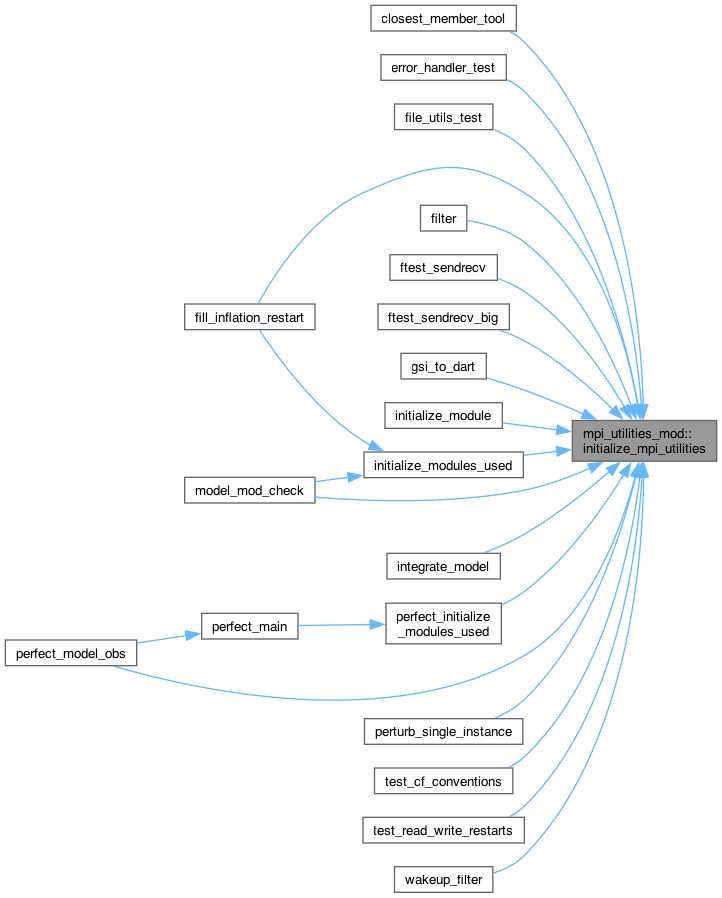 closest_member_tool
error_handler_test
file_utils_test
filter
ftest_sendrecv
fill_inflation_restart
ftest_sendrecv_big
gsi_to_dart
initialize_module
mpi_utilities_mod::
initialize_mpi_utilities
initialize_modules_used
model_mod_check
integrate_model
perfect_initialize
_modules_used
perfect_main
perfect_model_obs
perturb_single_instance
test_cf_conventions
test_read_write_restarts
wakeup_filter